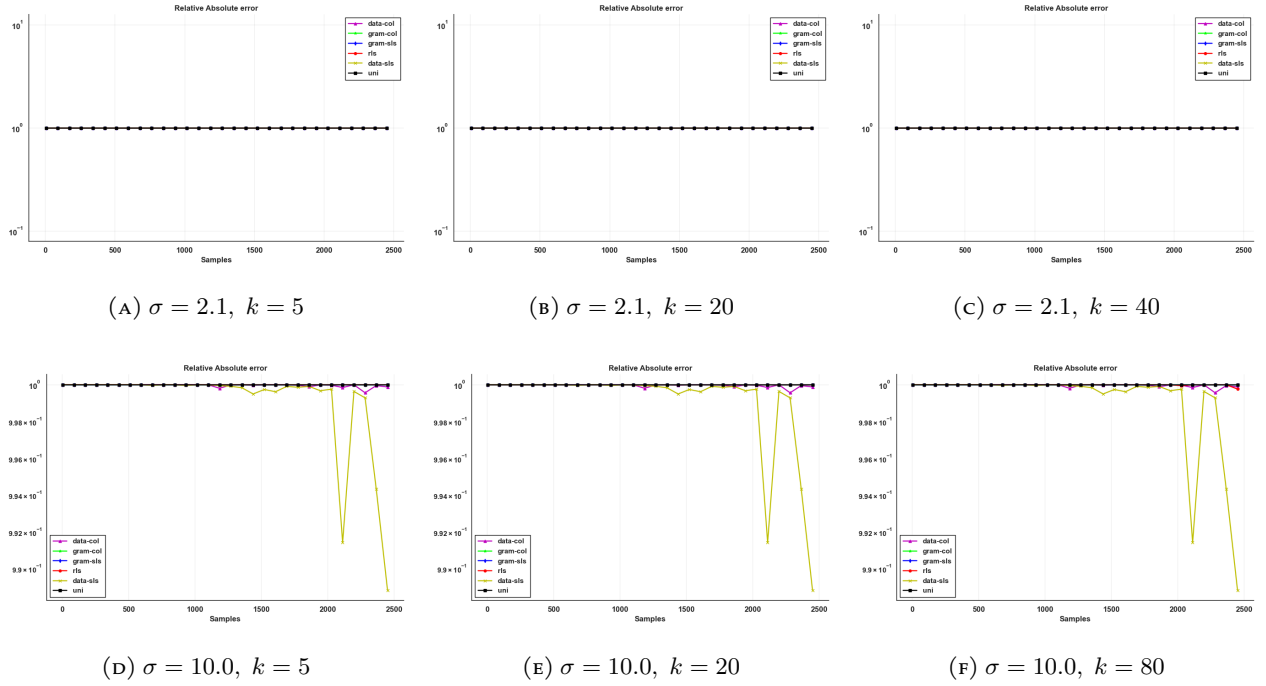 Relative Absolute error
10¹
10⁰
10⁻¹
data-col
gram-col
gram-sls
rls
data-sls
uni
0 500 1000 1500 2000 2500
Samples
(A) σ = 2.1, k = 5
Relative Absolute error
10¹
10⁰
10⁻¹
data-col
gram-col
gram-sls
rls
data-sls
uni
0 500 1000 1500 2000 2500
Samples
(B) σ = 2.1, k = 20
Relative Absolute error
10¹
10⁰
10⁻¹
data-col
gram-col
gram-sls
rls
data-sls
uni
0 500 1000 1500 2000 2500
Samples
(C) σ = 2.1, k = 40
Relative Absolute error
10⁰
9.98 × 10⁻¹
9.96 × 10⁻¹
9.94 × 10⁻¹
9.92 × 10⁻¹
9.9 × 10⁻¹
data-col
gram-col
gram-sls
rls
data-sls
uni
0 500 1000 1500 2000 2500
Samples
(D) σ = 10.0, k = 5
Relative Absolute error
10⁰
9.98 × 10⁻¹
9.96 × 10⁻¹
9.94 × 10⁻¹
9.92 × 10⁻¹
9.9 × 10⁻¹
data-col
gram-col
gram-sls
rls
data-sls
uni
0 500 1000 1500 2000 2500
Samples
(E) σ = 10.0, k = 20
Relative Absolute error
10⁰
9.98 × 10⁻¹
9.96 × 10⁻¹
9.94 × 10⁻¹
9.92 × 10⁻¹
9.9 × 10⁻¹
data-col
gram-col
gram-sls
rls
data-sls
uni
0 500 1000 1500 2000 2500
Samples
(F) σ = 10.0, k = 80